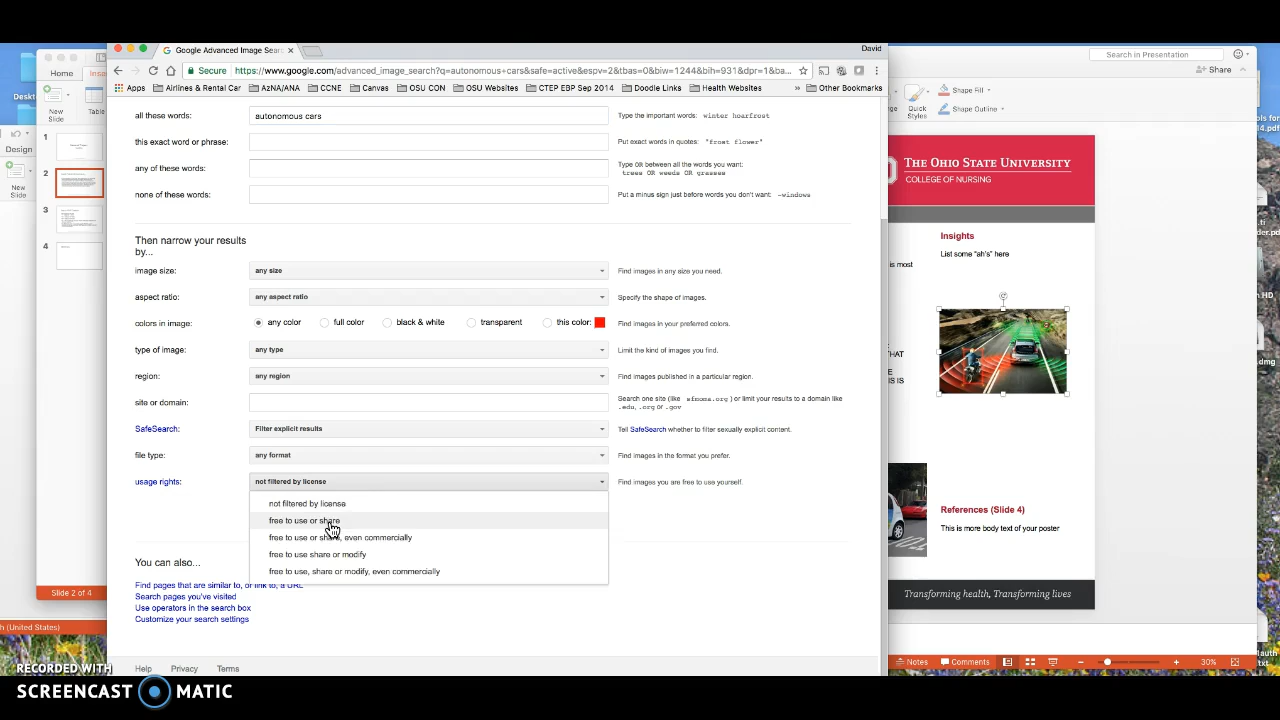 Google Advanced Image Sear
David
Secure
https://www.google.com/advanced_image_search?q=autonomous+cars&safe=active&espv=2&tbas=0&biw=1244&bih=931&dpr=1&ba...
Apps
Airlines & Rental Car
AzNA/ANA
CCNE
Canvas
OSU CON
OSU Websites
CTEP EBP Sep 2014
Doodle Links
Health Websites
»
Other Bookmarks
all these words:
autonomous cars
Type the important words: winter hoarfrost
this exact word or phrase:
Put exact words in quotes: "frost flower"
any of these words:
Type OR between all the words you want:
trees OR weeds OR grasses
none of these words:
Put a minus sign just before words you don't want: -windows
Then narrow your results
by...
image size:
any size
Find images in any size you need.
aspect ratio:
any aspect ratio
Specify the shape of images.
colors in image:
any color
full color
black & white
transparent
this color:
Find images in your preferred colors.
type of image:
any type
Limit the kind of images you find.
region:
any region
Find images published in a particular region.
site or domain:
Search one site (like sfmoma.org ) or limit your results to a domain like
.edu, .org or .gov
SafeSearch:
Filter explicit results
Tell SafeSearch whether to filter sexually explicit content.
file type:
any format
Find images in the format you prefer.
usage rights:
not filtered by license
Find images you are free to use yourself.
not filtered by license
free to use or share
free to use or share, even commercially
free to use share or modify
free to use, share or modify, even commercially
You can also...
Find pages that are similar to, or link to, a URL
Search pages you've visited
Use operators in the search box
Customize your search settings
Help
Privacy
Terms
Home
Inser
New
Slide
Table
Design
New
Slide
1
2
3
4
Slide 2 of 4
h (United States)
Search in Presentation
Share
Quick
Styles
Shape Fill
Shape Outline
THE OHIO STATE UNIVERSITY
COLLEGE OF NURSING
Insights
is most
List some "ah's" here
HAT
E
IS IS
References (Slide 4)
This is more body text of your poster
Transforming health, Transforming lives
Notes
Comments
30%
RECORDED WITH
SCREENCAST MATIC